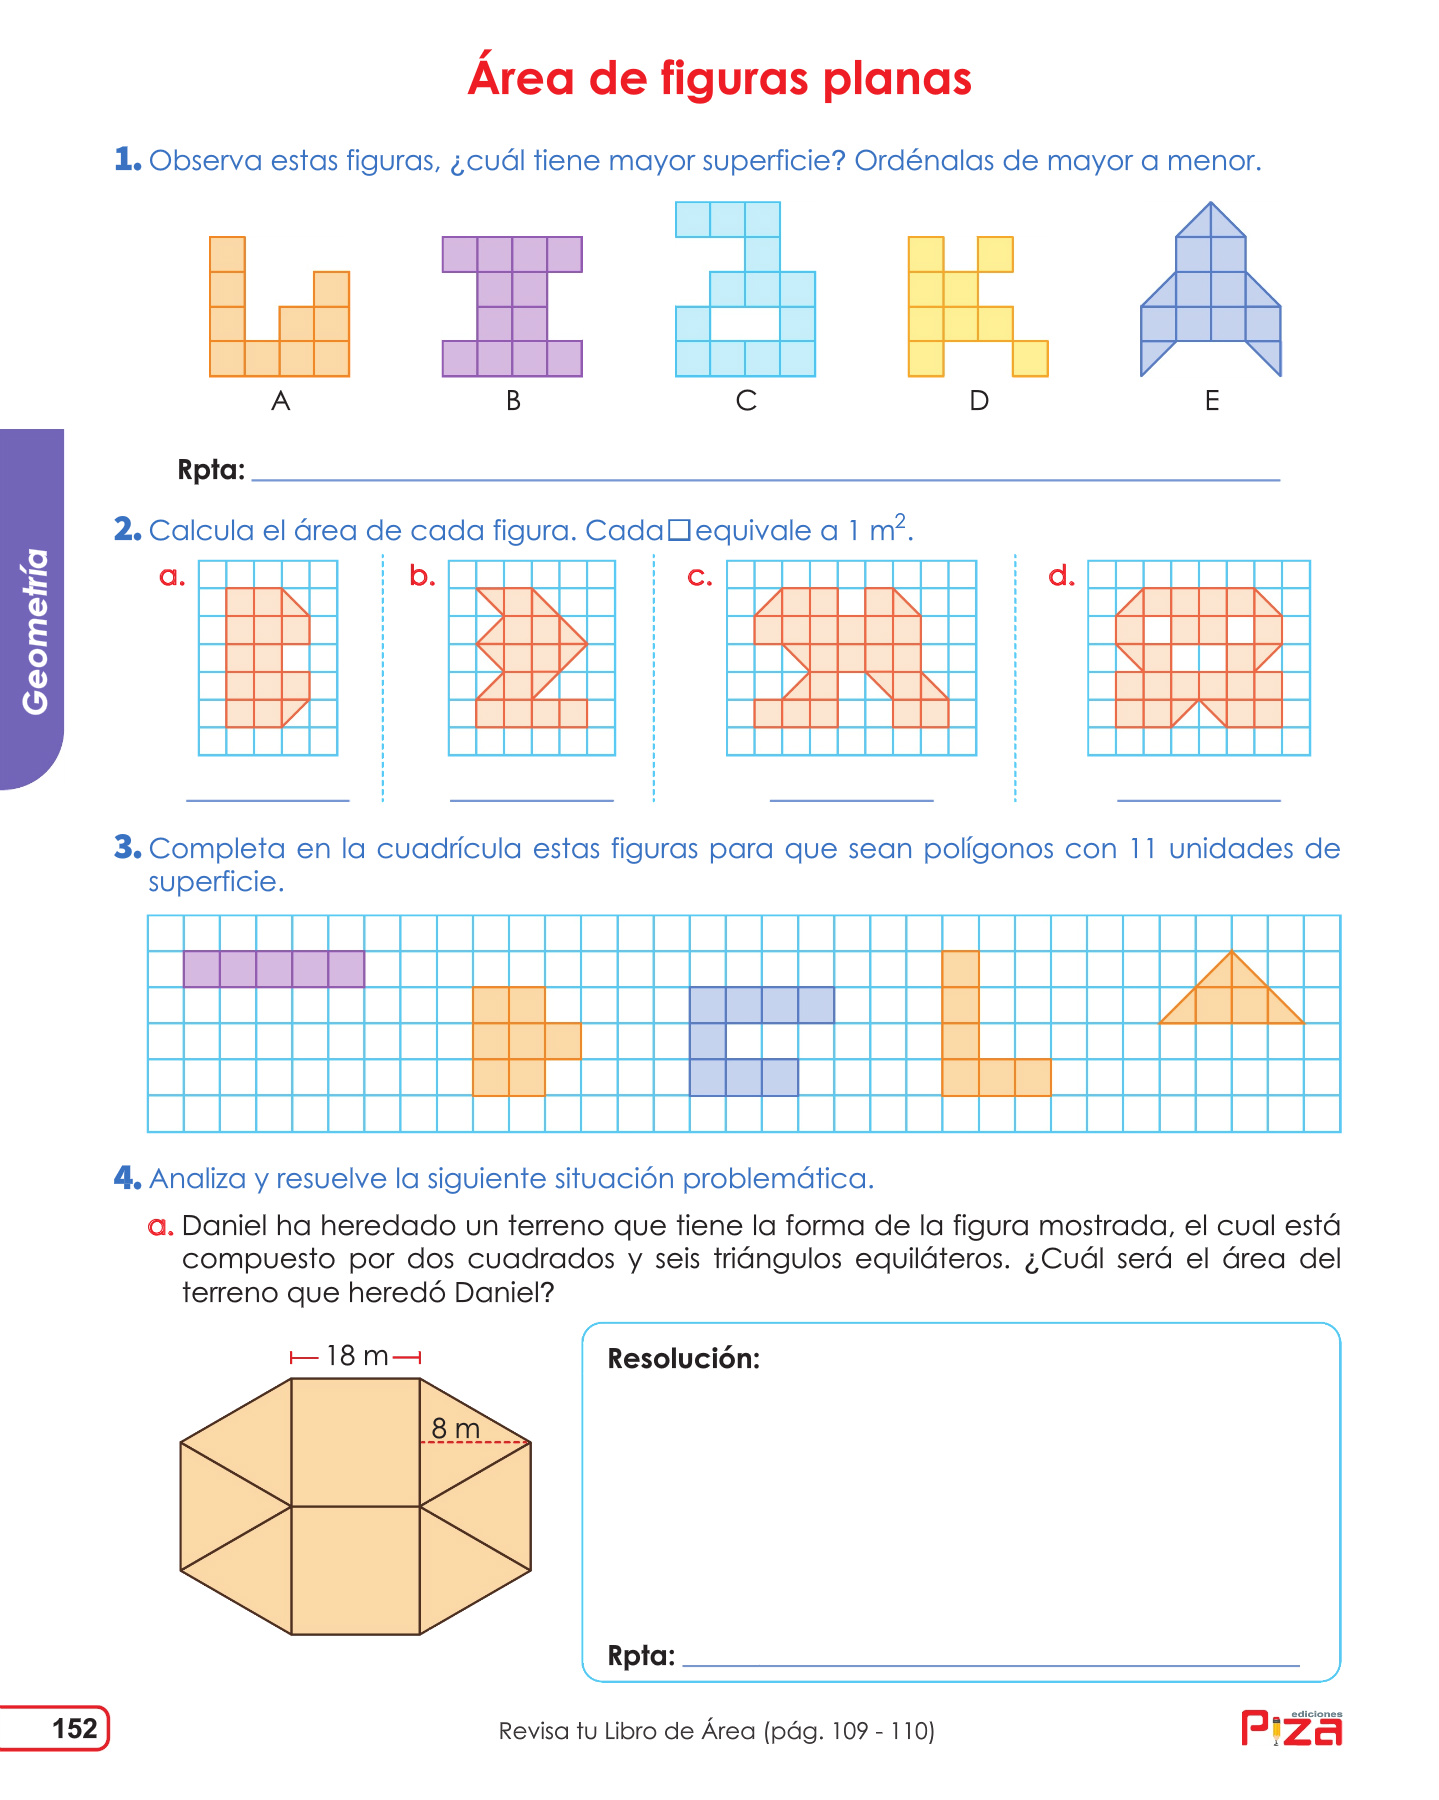 Área de figuras planas
1. Observa estas figuras, ¿cuál tiene mayor superficie? Ordénalas de mayor a menor.
A B C D E
Rpta:
Geometría
2. Calcula el área de cada figura. Cada equivale a 1 m².
a. b. c. d.
3. Completa en la cuadrícula estas figuras para que sean polígonos con 11 unidades de
superficie.
4. Analiza y resuelve la siguiente situación problemática.
a. Daniel ha heredado un terreno que tiene la forma de la figura mostrada, el cual está
compuesto por dos cuadrados y seis triángulos equiláteros. ¿Cuál será el área del
terreno que heredó Daniel?
18 m
8 m
Resolución:
Rpta:
152
Revisa tu Libro de Área (pág. 109 - 110)
ediciones
Piza